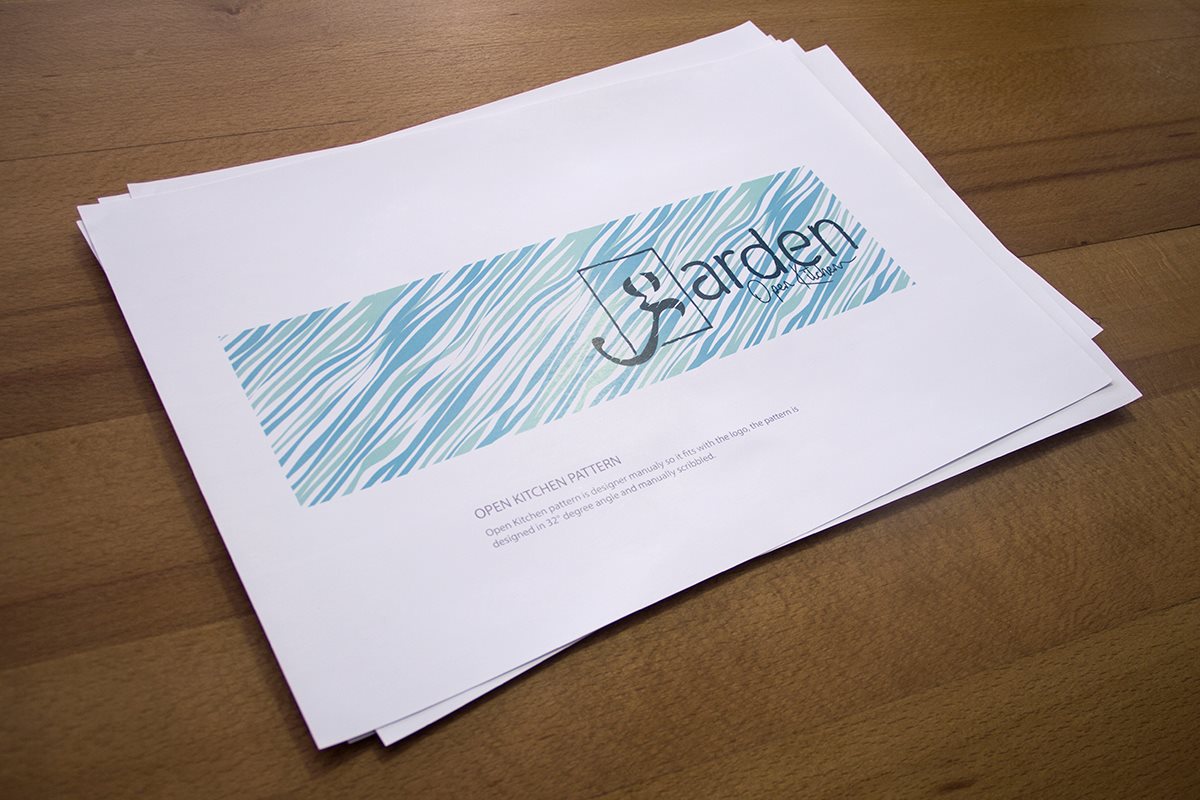 garden
Open Kitchen
OPEN KITCHEN PATTERN
Open Kitchen pattern is designer manualy so it fits with the logo, the pattern is
designed in 32° degree angle and manually scribbled.